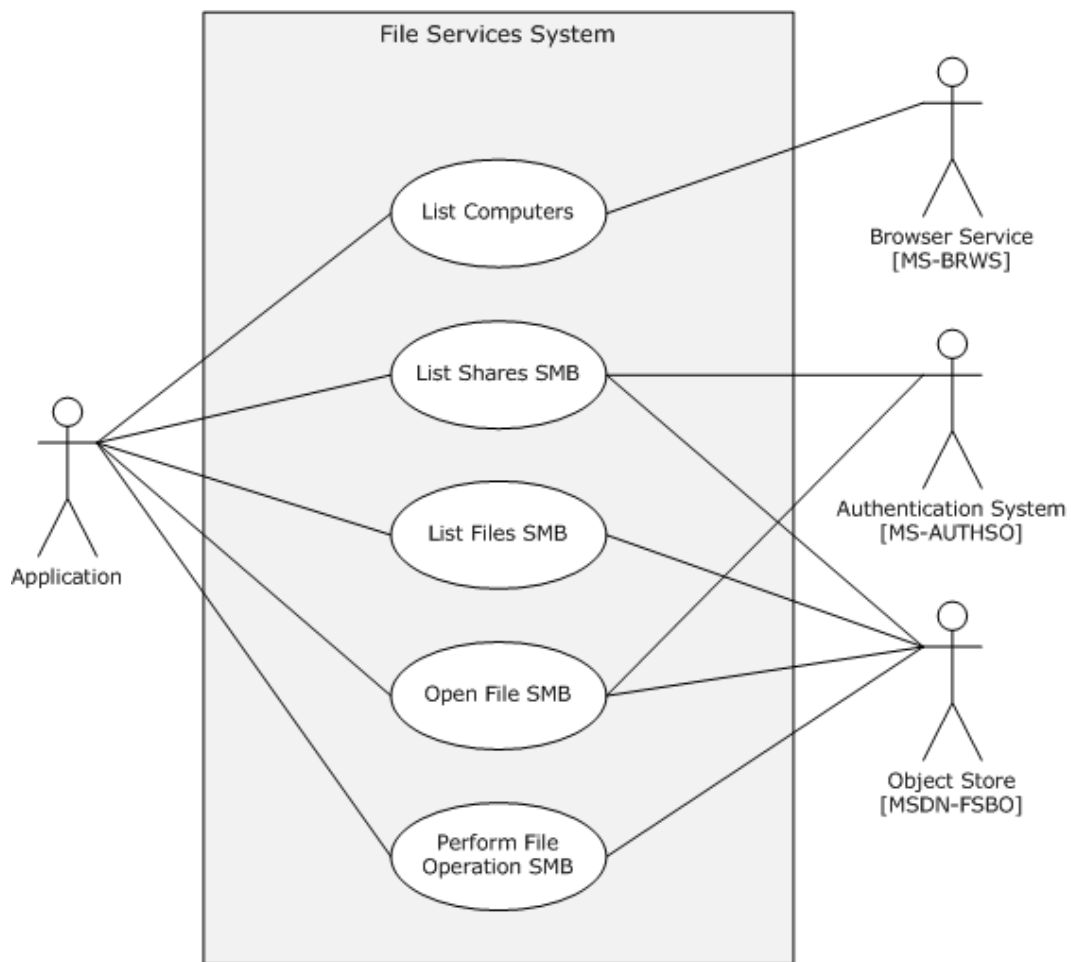 File Services System
List Computers
Browser Service
[MS-BRWS]
List Shares SMB
Authentication System
[MS-AUTHSO]
List Files SMB
Application
Open File SMB
Object Store
[MSDN-FSBO]
Perform File
Operation SMB